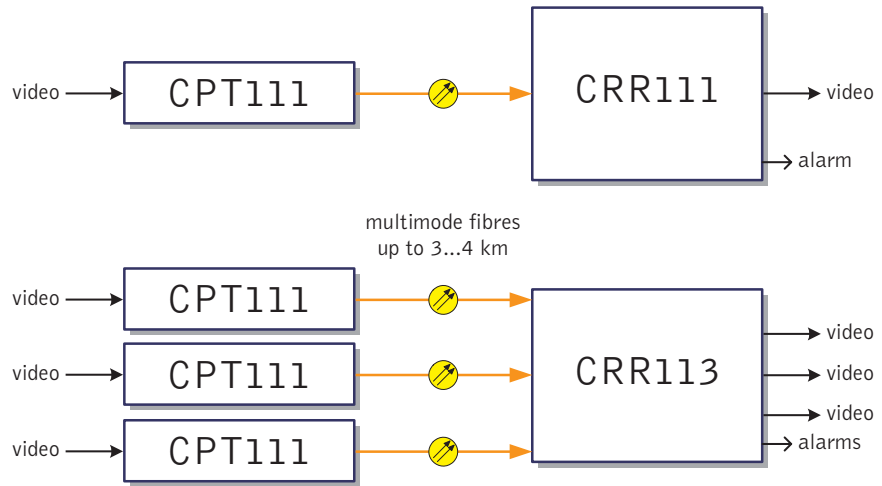 video
CPT111
CRR111
video
alarm
multimode fibres
up to 3...4 km
video
CPT111
video
CPT111
video
CPT111
CRR113
video
video
video
alarms